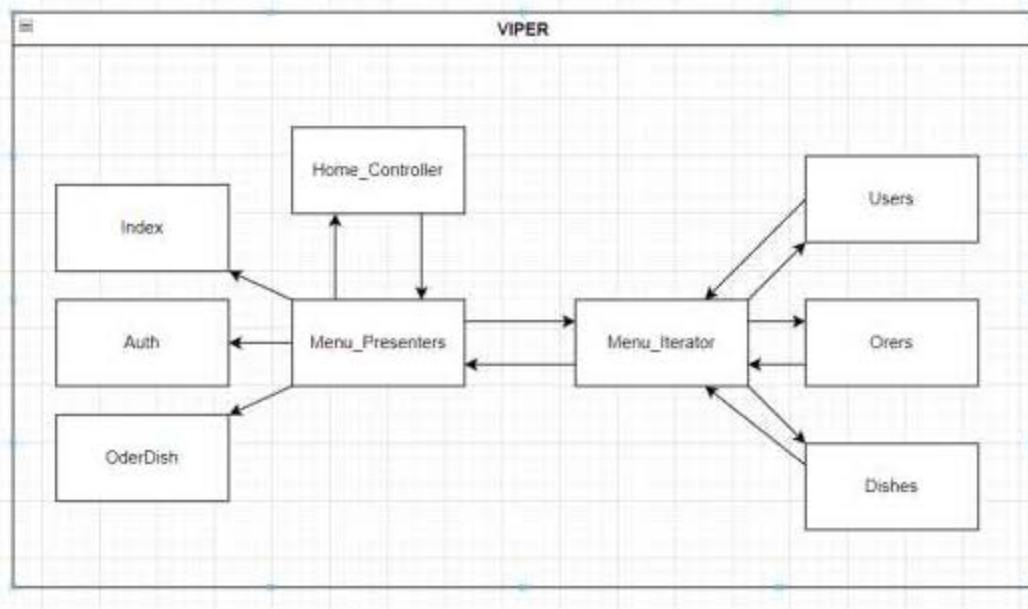 VIPER
Home_Controller
Users
Index
Auth
Menu_Presenters
Menu_Iterator
Orers
OderDish
Dishes